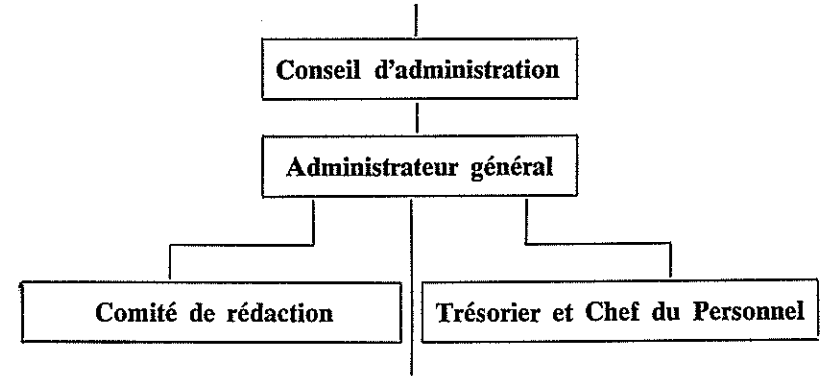 Conseil d'administration
Administrateur général
Comité de rédaction
Trésorier et Chef du Personnel